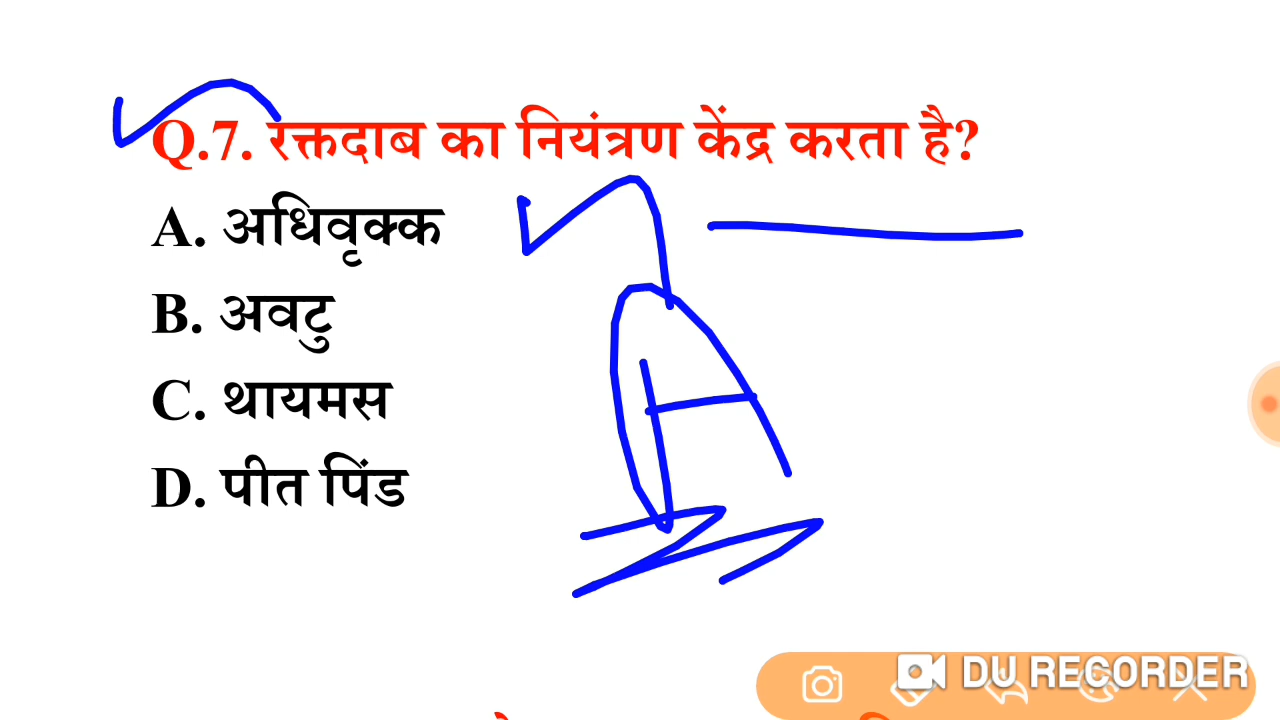 Q.7. रक्तदाब का नियंत्रण केंद्र करता है?
A. अधिवृक्क
B. अवटु
C. थायमस
D. पीत पिंड
A
DU RECORDER